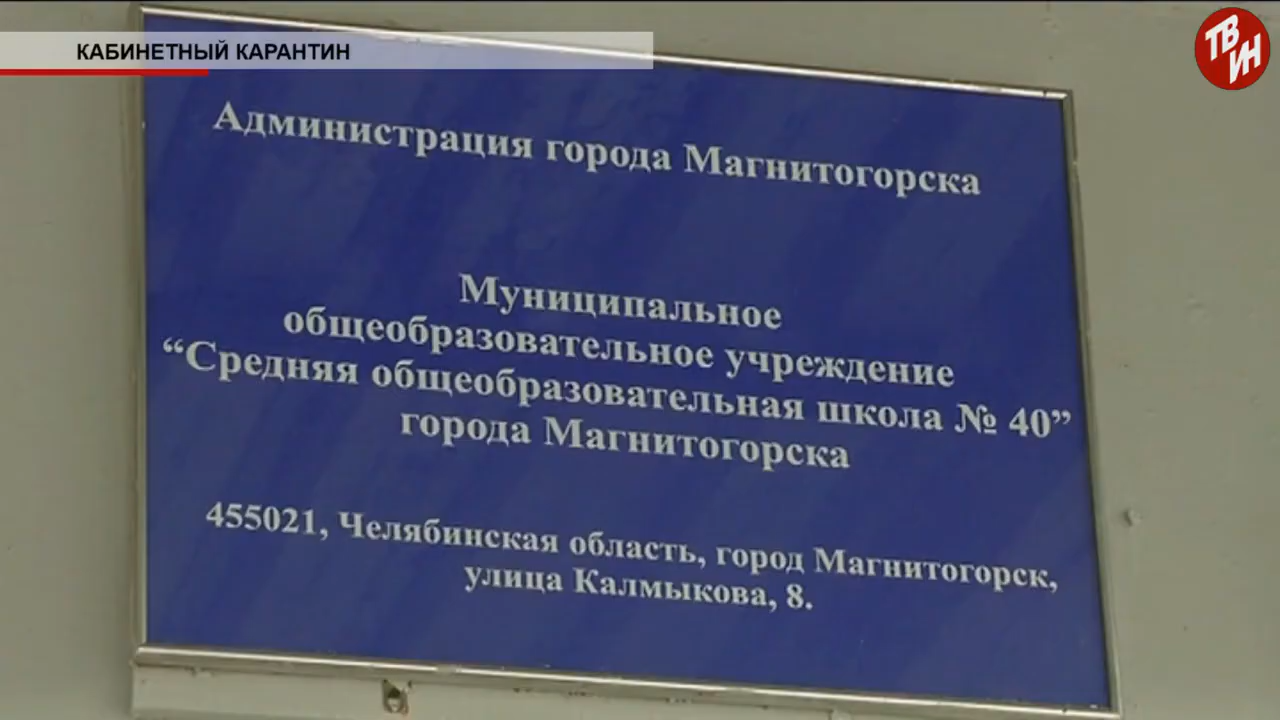 КАБИНЕТНЫЙ КАРАНТИН
ТВ
ИН
Администрация города Магнитогорска
Муниципальное
общеобразовательное учреждение
“Средняя общеобразовательная школа № 40”
города Магнитогорска
455021, Челябинская область, город Магнитогорск,
улица Калмыкова, 8.